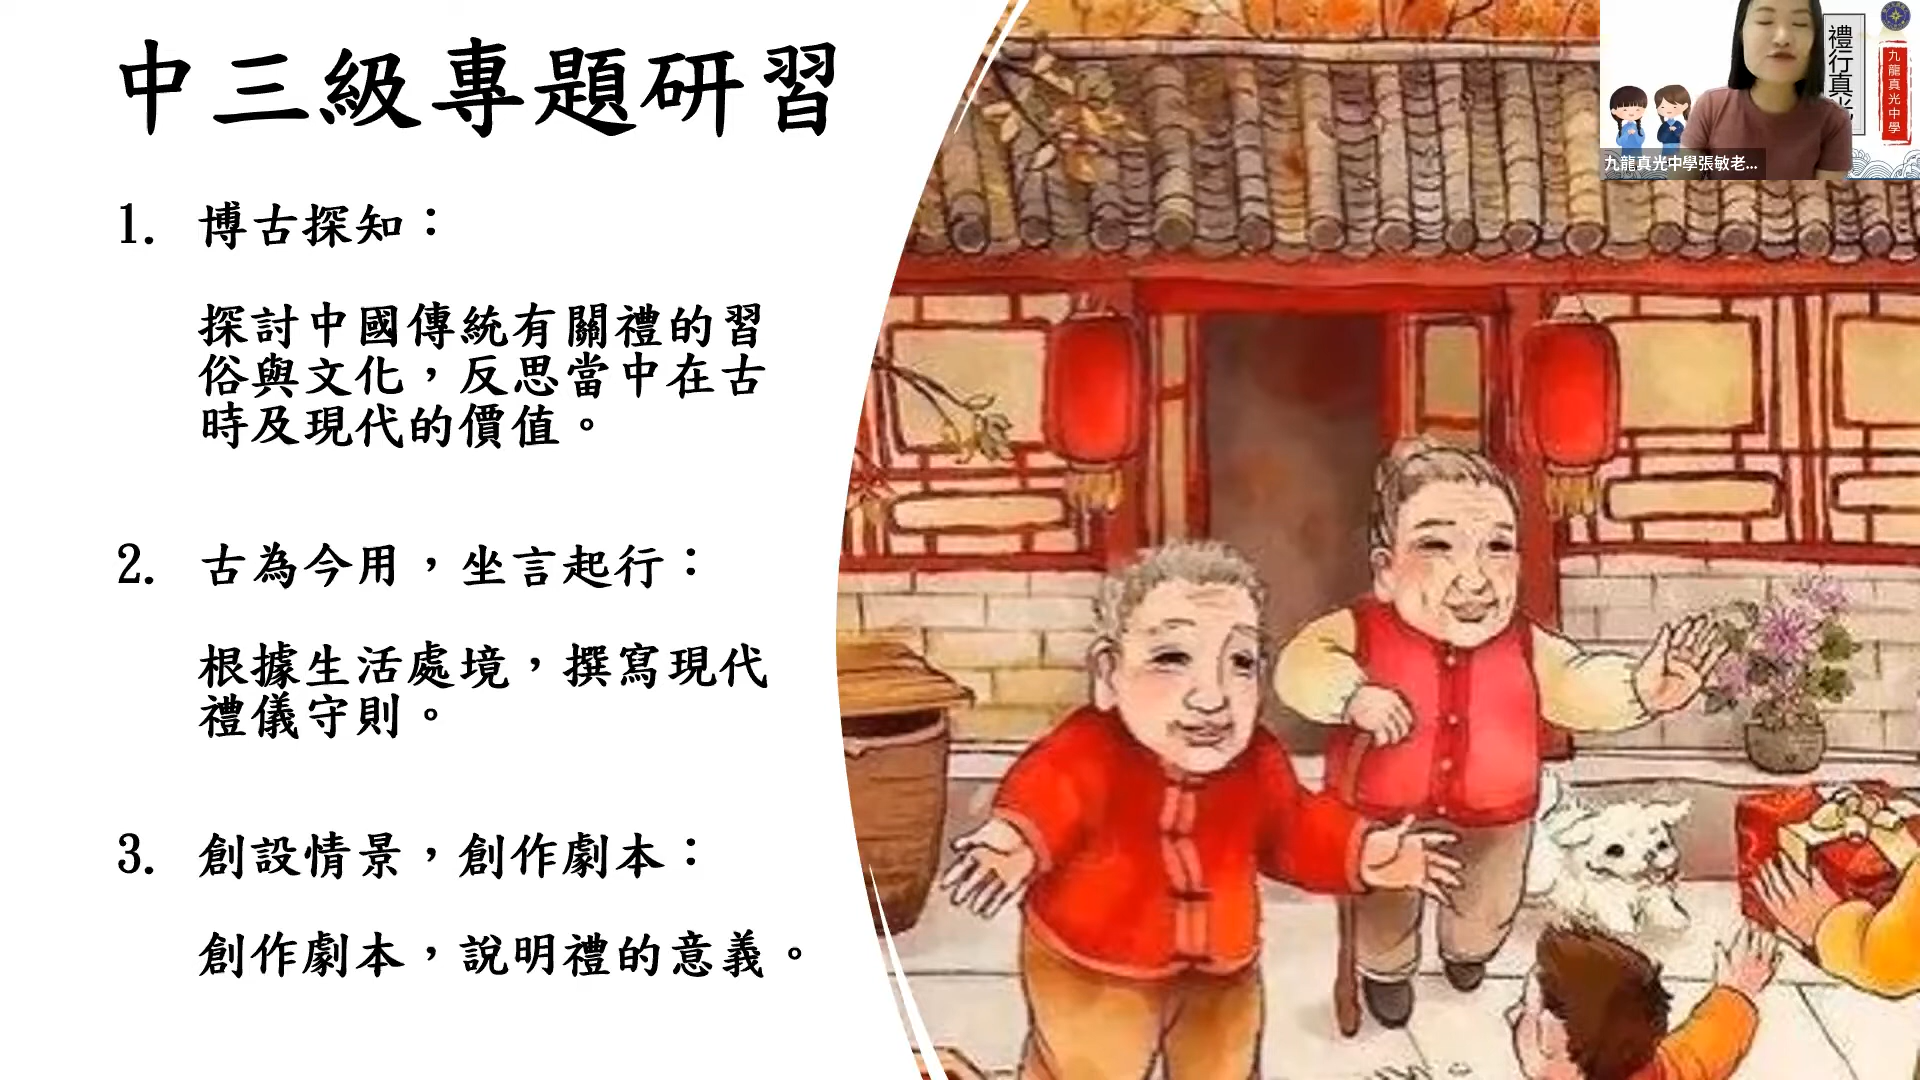 中三級專題研習
1. 博古探知：
探討中國傳統有關禮的習
俗與文化，反思當中在古
時及現代的價值。
2. 古為今用，坐言起行：
根據生活處境，撰寫現代
禮儀守則。
3. 創設情景，創作劇本：
創作劇本，說明禮的意義。
禮行真光
九龍真光中學
九龍真光中學張敏老...